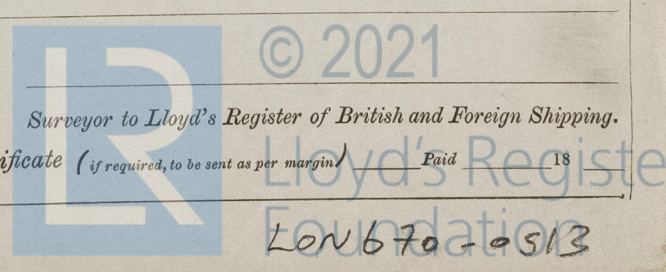 © 2021
Surveyor to Lloyd's Register of British and Foreign Shipping.
ificate (if required, to be sent as per margin) Paid 18
LR Lloyd's Registe
Foundation
LON670-0513